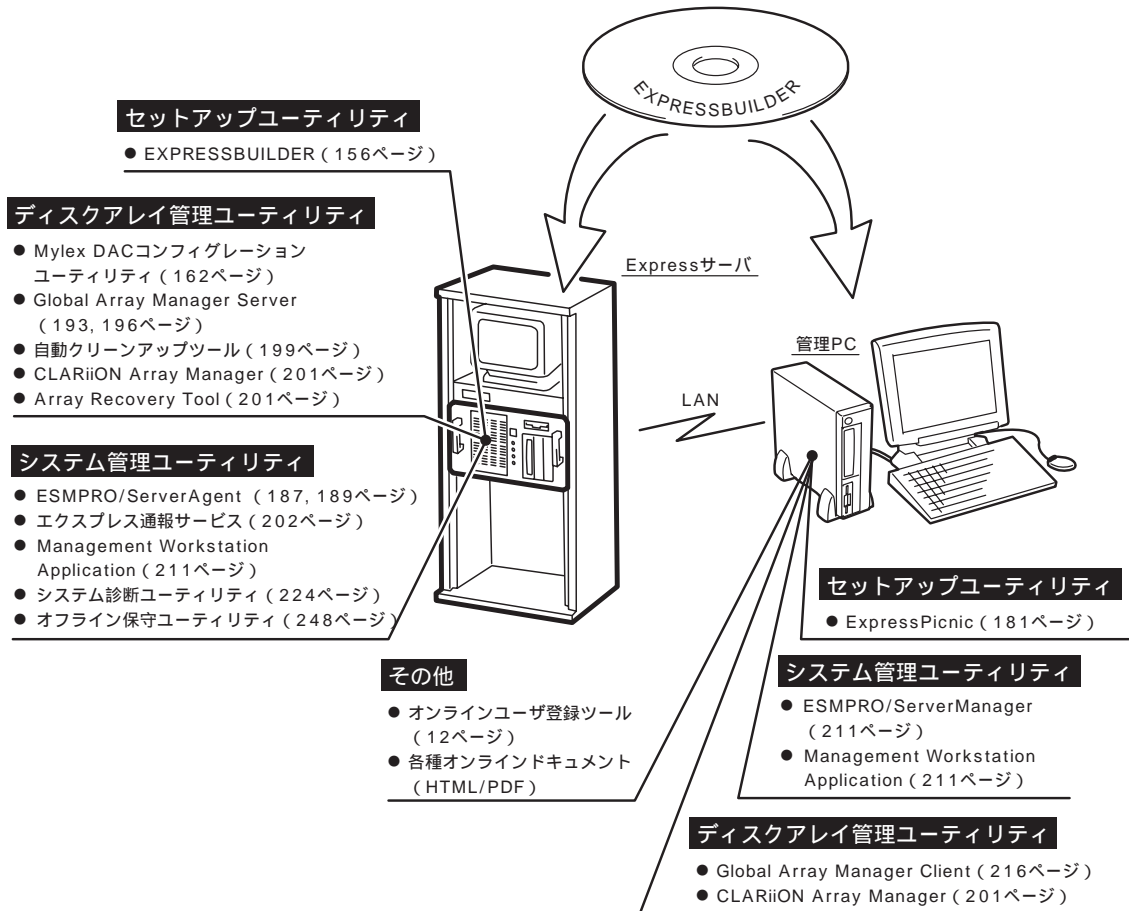 EXPRESSBUILDER
セットアップユーティリティ
● EXPRESSBUILDER（156ページ）
ディスクアレイ管理ユーティリティ
● Mylex DACコンフィグレーション
ユーティリティ（162ページ）
● Global Array Manager Server
（193, 196ページ）
● 自動クリーンアップツール（199ページ）
● CLARiiON Array Manager（201ページ）
● Array Recovery Tool（201ページ）
システム管理ユーティリティ
● ESMPRO/ServerAgent （187, 189ページ）
● エクスプレス通報サービス（202ページ）
● Management Workstation
Application（211ページ）
● システム診断ユーティリティ（224ページ）
● オフライン保守ユーティリティ（248ページ）
Expressサーバ
LAN
管理PC
その他
● オンラインユーザ登録ツール
（12ページ）
● 各種オンラインドキュメント
（HTML/PDF）
セットアップユーティリティ
● ExpressPicnic（181ページ）
システム管理ユーティリティ
● ESMPRO/ServerManager
（211ページ）
● Management Workstation
Application（211ページ）
ディスクアレイ管理ユーティリティ
● Global Array Manager Client（216ページ）
● CLARiiON Array Manager（201ページ）